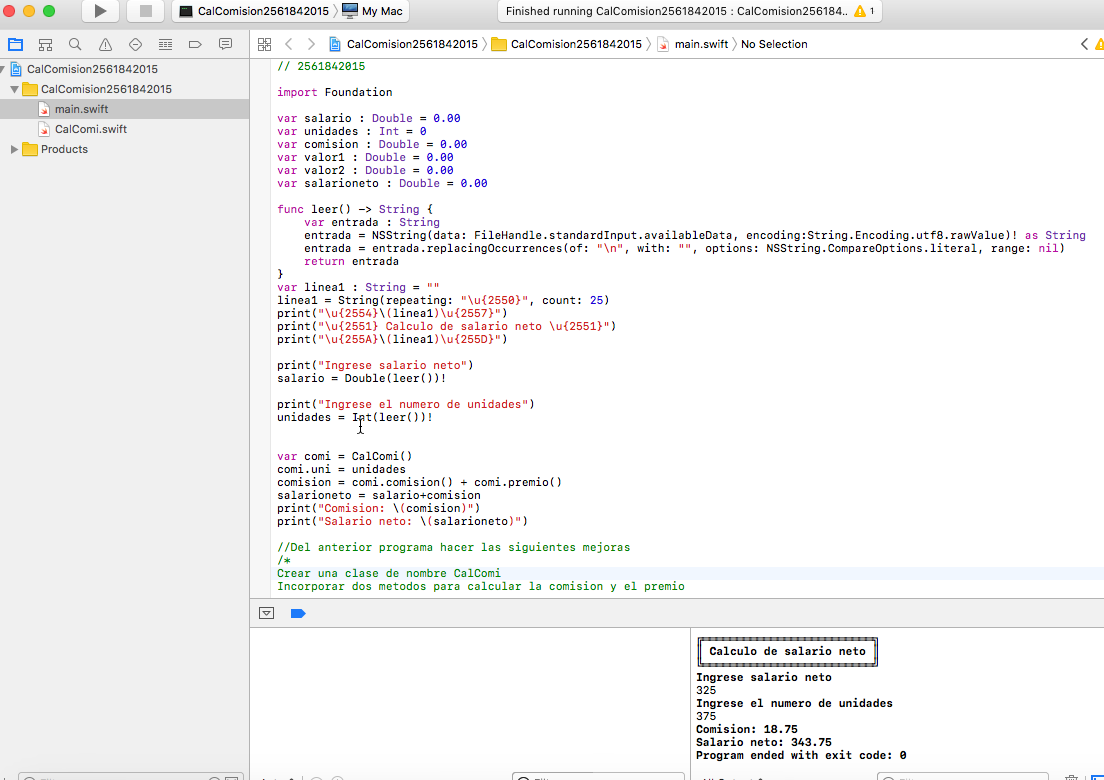 CalComision2561842015 〉 My Mac
Finished running CalComision2561842015 : CalComision256184.. 1
CalComision2561842015 〉 CalComision2561842015 〉 main.swift 〉 No Selection
CalComision2561842015
CalComision2561842015
main.swift
CalComi.swift
Products
// 2561842015
import Foundation
var salario : Double = 0.00
var unidades : Int = 0
var comision : Double = 0.00
var valor1 : Double = 0.00
var valor2 : Double = 0.00
var salarioneto : Double = 0.00
func leer() -> String {
var entrada : String
entrada = NSString(data: FileHandle.standardInput.availableData, encoding:String.Encoding.utf8.rawValue)! as String
entrada = entrada.replacingOccurrences(of: "\n", with: "", options: NSString.CompareOptions.literal, range: nil)
return entrada
}
var linea1 : String = ""
linea1 = String(repeating: "\u{2550}", count: 25)
print("\u{2554}\(linea1)\u{2557}")
print("\u{2551} Calculo de salario neto \u{2551}")
print("\u{255A}\(linea1)\u{255D}")
print("Ingrese salario neto")
salario = Double(leer())!
print("Ingrese el numero de unidades")
unidades = Int(leer())!
var comi = CalComi()
comi.uni = unidades
comision = comi.comision() + comi.premio()
salarioneto = salario+comision
print("Comision: \(comision)")
print("Salario neto: \(salarioneto)")
//Del anterior programa hacer las siguientes mejoras
/*
Crear una clase de nombre CalComi
Incorporar dos metodos para calcular la comision y el premio
Calculo de salario neto
Ingrese salario neto
325
Ingrese el numero de unidades
375
Comision: 18.75
Salario neto: 343.75
Program ended with exit code: 0